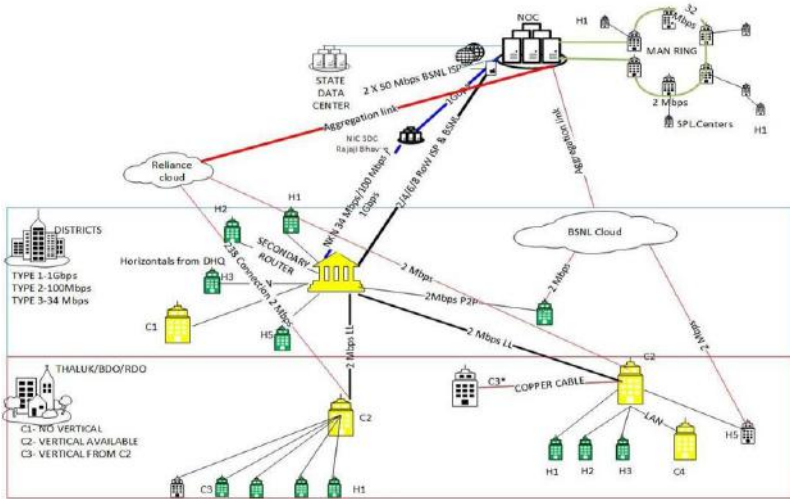 NOC
H1
32
Mbps
MAN RING
2 Mbps
SPL.Centers
H1
STATE
DATA
CENTER
2 X 50 Mbps BSNL ISP
1Gbps
Aggregation link
NIC SDC
Rajaji Bhavan
Aggregation link
Reliance
cloud
NKN 34 Mbps/100 Mbps
1Gbps
2/4/6/8 RoW ISP & BSNL
DISTRICTS
TYPE 1-1Gbps
TYPE 2-100Mbps
TYPE 3-34 Mbps
H1
H2
SECONDARY
ROUTER
BSNL Cloud
Horizontals from DHQ
H3
238 Connection 2 Mbps
2 Mbps
2 Mbps
2Mbps P2P
C1
H5
2 Mbps LL
2 Mbps LL
2 Mbps
THALUK/BDO/RDO
C1- NO VERTICAL
C2- VERTICAL AVAILABLE
C3- VERTICAL FROM C2
C2
C2
C3*
COPPER CABLE
LAN
H5
H1
H2
H3
C4
C3
H1